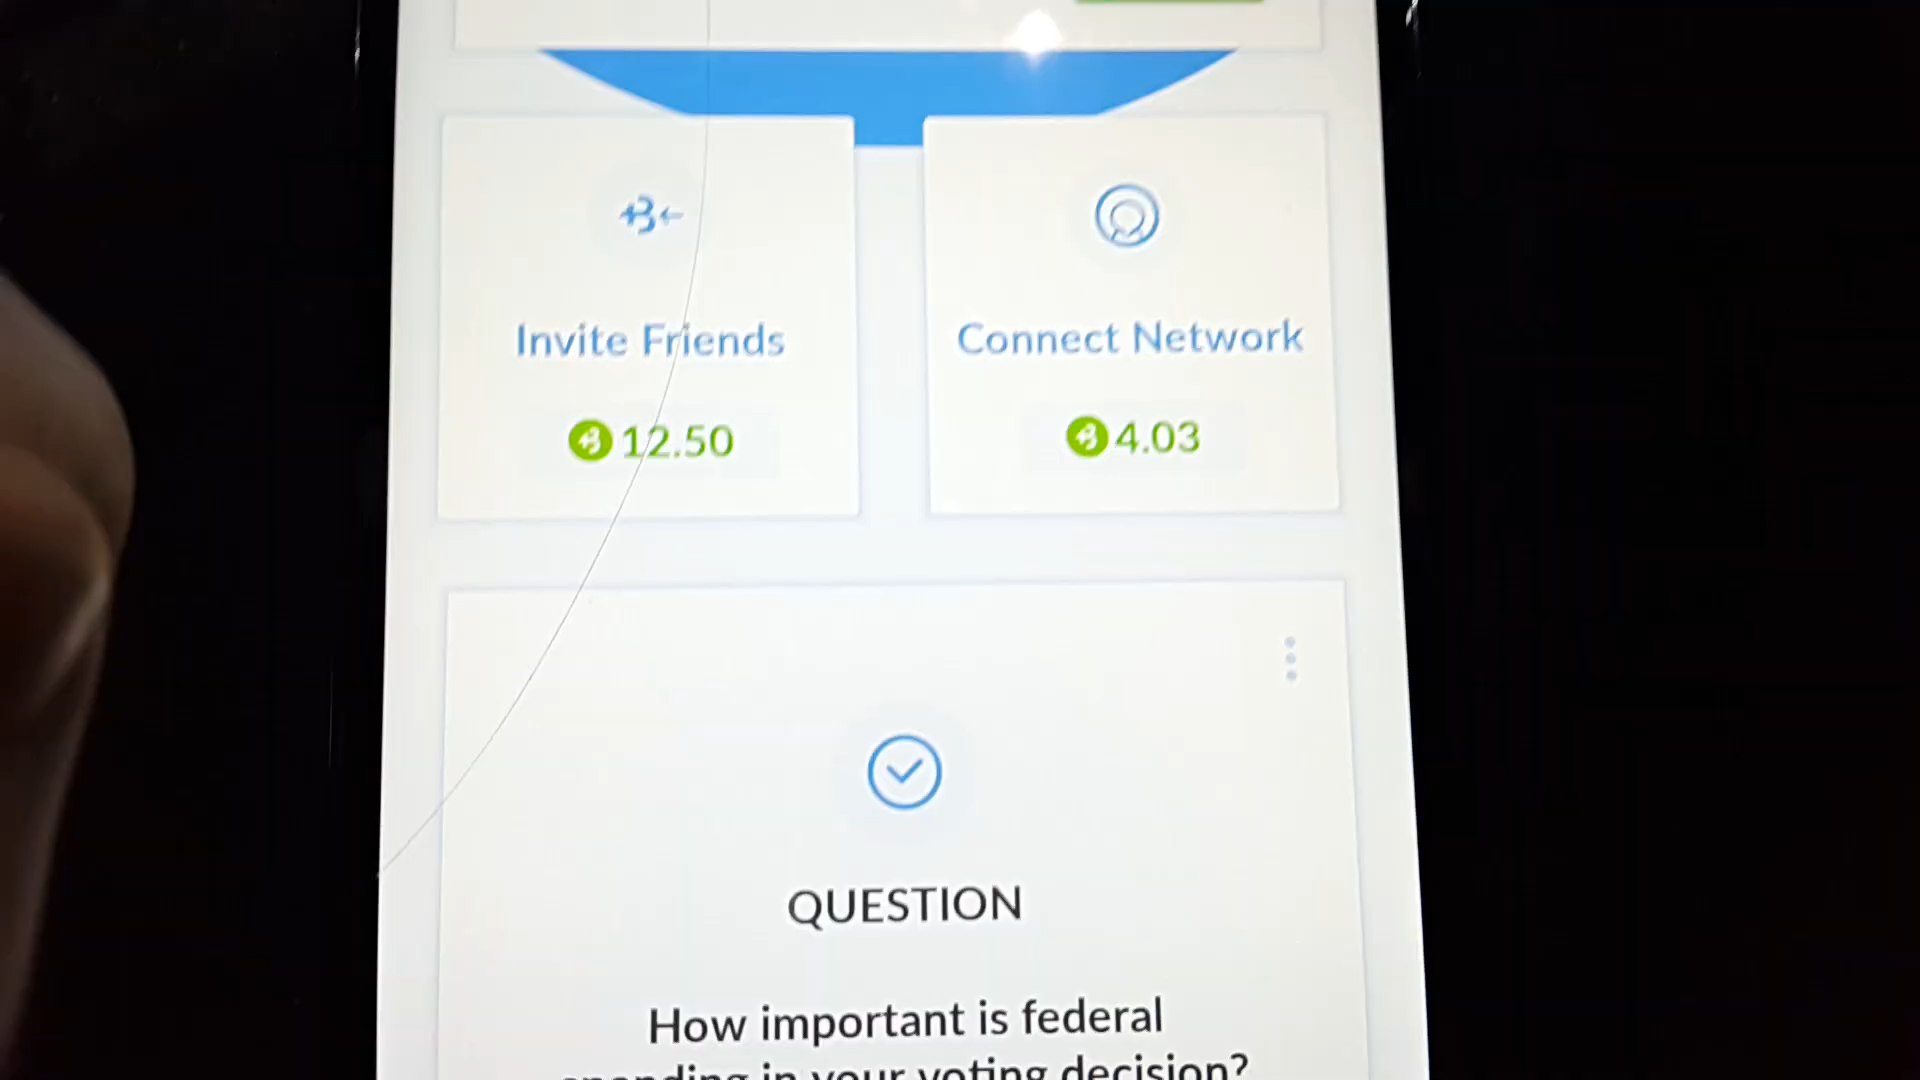 Invite Friends
Connect Network
12.50
4.03
QUESTION
How important is federal
spending in your voting decision?